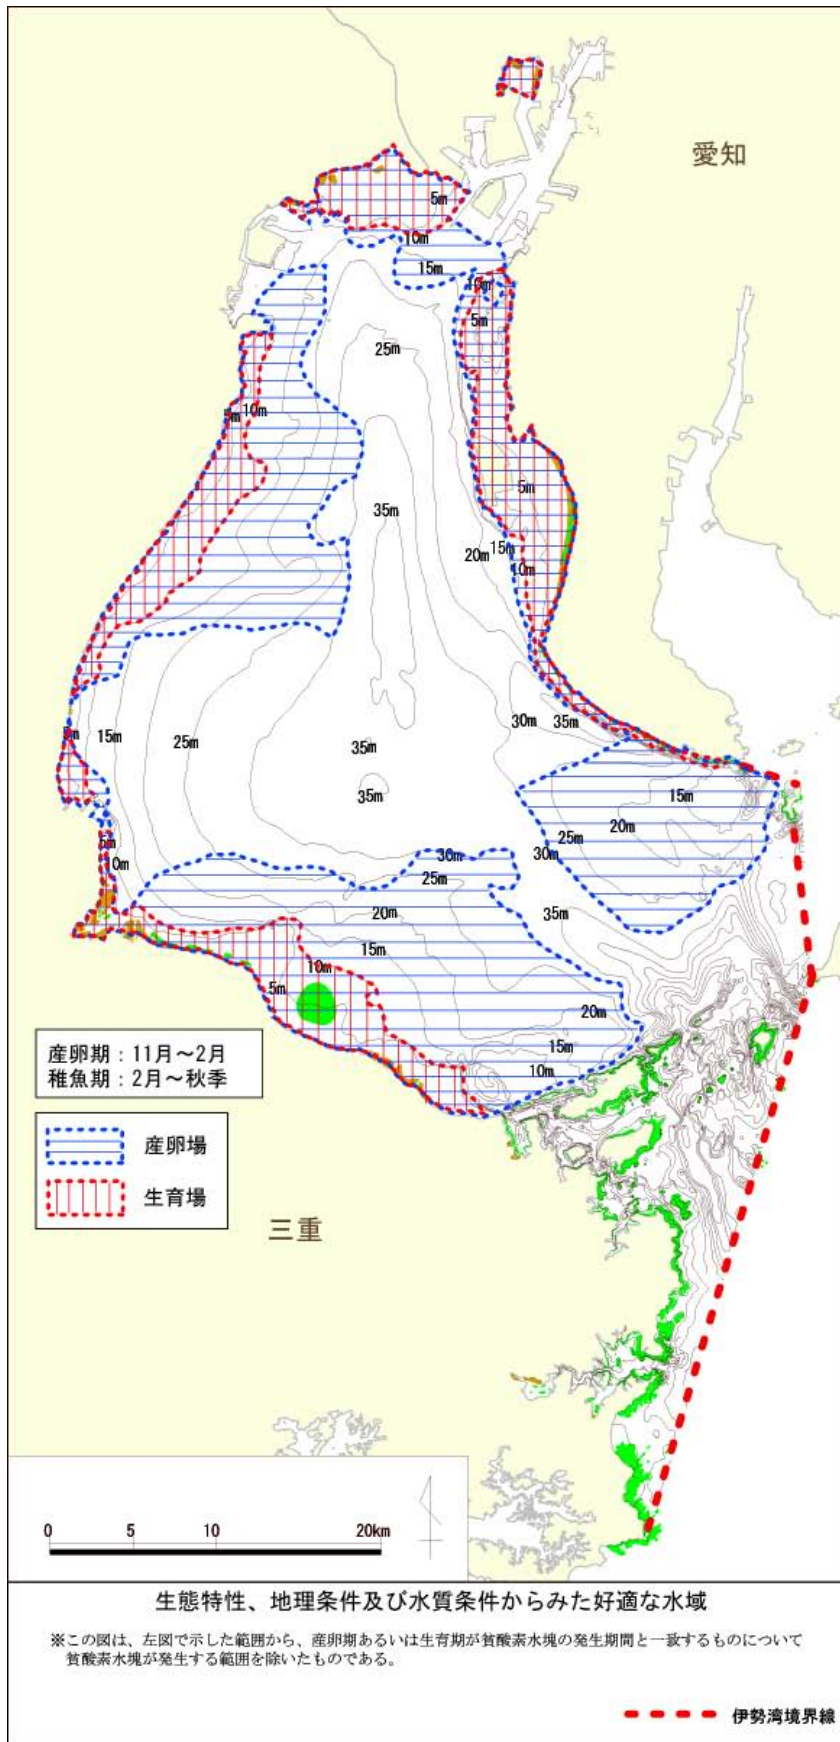 愛知
5m
10m
15m
10m
5m
25m
10m
5m
35m
20m
15m
10m
30m
35m
5m
15m
25m
35m
35m
15m
20m
25m
30m
30m
25m
5m
0m
20m
35m
15m
10m
5m
20m
15m
10m
産卵期:11月～2月
稚魚期:2月～秋季
産卵場
生育場
三重
0 5 10 20km
生態特性、地理条件及び水質条件からみた好適な水域
※この図は、左図で示した範囲から、産卵期あるいは生育期が貧酸素水塊の発生期間と一致するものについて
貧酸素水塊が発生する範囲を除いたものである。
伊勢湾境界線